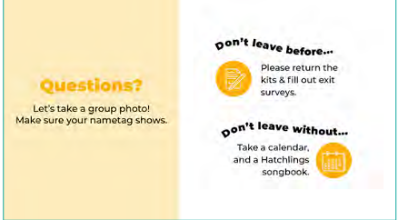 Questions?
Let's take a group photo!
Make sure your nametag shows.
Don't leave before...
Please return the
kits & fill out exit
surveys.
Don't leave without...
Take a calendar,
and a Hatchlings
songbook.